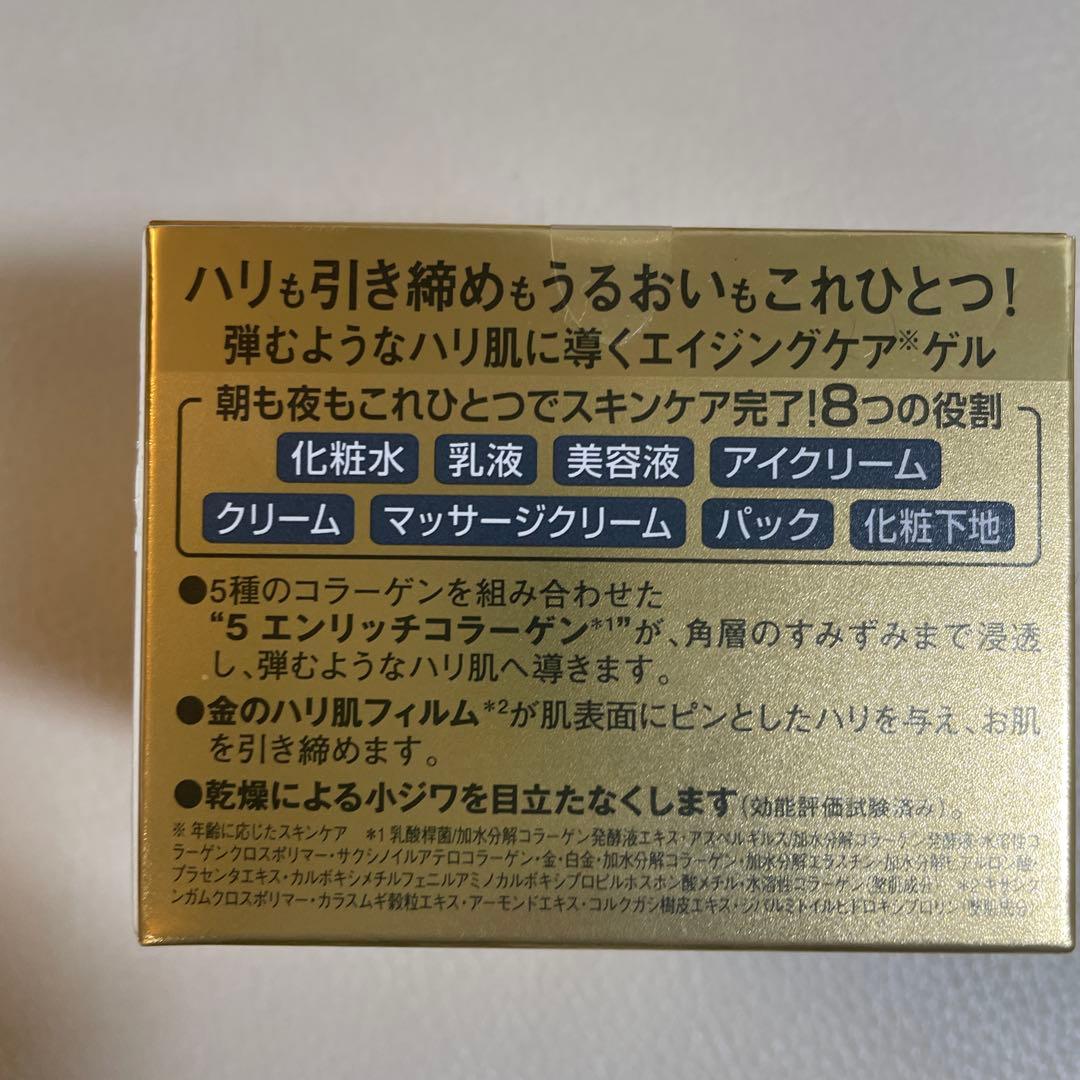 ハリも引き締めもうるおいもこれひとつ!
弾むようなハリ肌に導くエイジングケア※ゲル
朝も夜もこれひとつでスキンケア完了!8つの役割
化粧水 乳液 美容液 アイクリーム
クリーム マッサージクリーム パック 化粧下地
●5種のコラーゲンを組み合わせた
“5 エンリッチコラーゲン*1”が、角層のすみずみまで浸透
し、弾むようなハリ肌へ導きます。
●金のハリ肌フィルム*2が肌表面にピンとしたハリを与え、お肌
を引き締めます。
●乾燥による小ジワを目立たなくします(効能評価試験済み)。
※ 年齢に応じたスキンケア *1 乳酸桿菌/加水分解コラーゲン発酵液エキス・アスペルギルス/加水分解コラーゲン発酵液・水溶性コ
ラーゲンクロスポリマー・サクシノイルアテロコラーゲン・金・白金・加水分解コラーゲン・加水分解エラスチン・加水分解ヒアルロン酸・
プラセンタエキス・カルボキシメチルフェニルアミノカルボキシプロピルホスホン酸メチル・水溶性コラーゲン(整肌成分) *2 キサンタ
ンガムクロスポリマー・カラスムギ穀粒エキス・アーモンドエキス・コルクガシ樹皮エキス・ジパルミトイルヒドロキシプロリン(整肌成分)